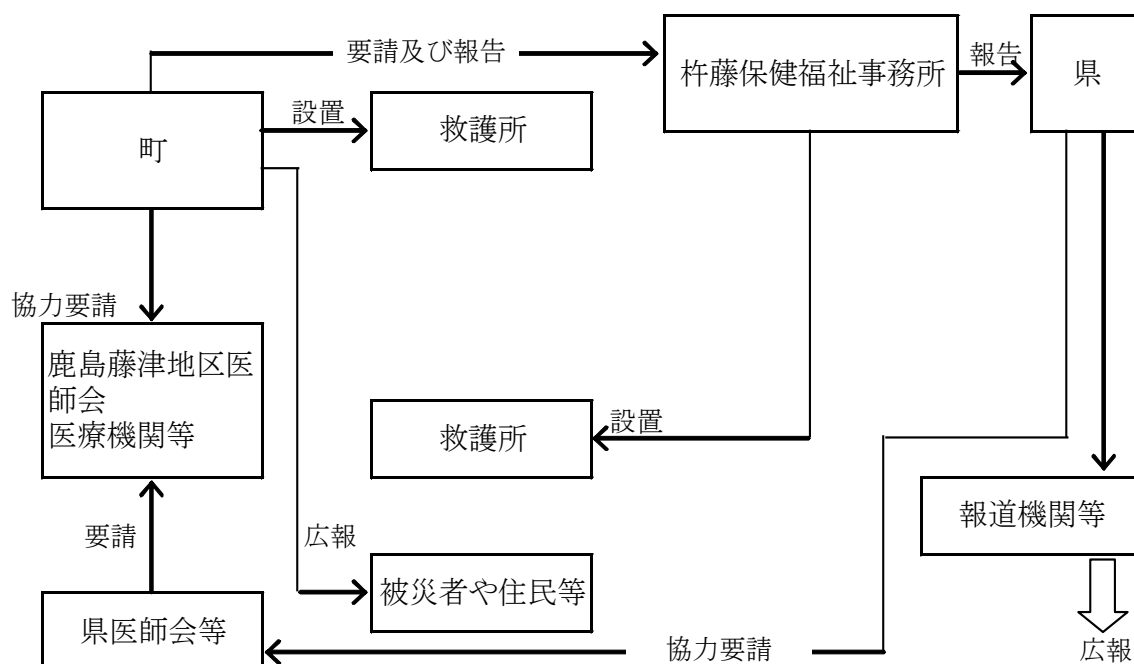 要請及び報告
杵藤保健福祉事務所
報告
県
町
設置
救護所
協力要請
鹿島藤津地区医
師会
医療機関等
救護所
設置
報道機関等
要請
広報
被災者や住民等
県医師会等
協力要請
広報